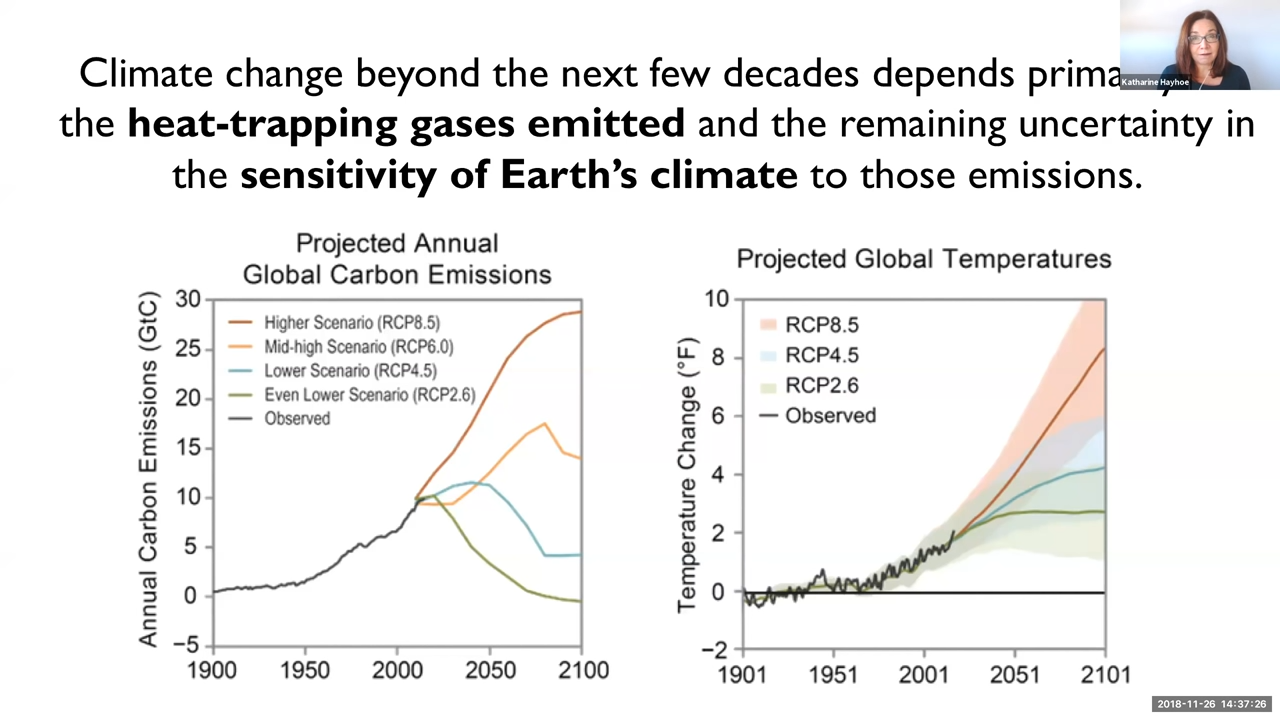 Climate change beyond the next few decades depends
the heat-trapping gases emitted and the remaining uncertainty in
the sensitivity of Earth's climate to those emissions.
Katharine Hayhoe
Projected Annual
Global Carbon Emissions
Annual Carbon Emissions (GtC)
30
25
20
15
10
5
0
−5
Higher Scenario (RCP8.5)
Mid-high Scenario (RCP6.0)
Lower Scenario (RCP4.5)
Even Lower Scenario (RCP2.6)
Observed
1900 1950 2000 2050 2100
Projected Global Temperatures
Temperature Change (°F)
10
8
6
4
2
0
−2
RCP8.5
RCP4.5
RCP2.6
Observed
1901 1951 2001 2051 2101
2018-11-26 14:37:26